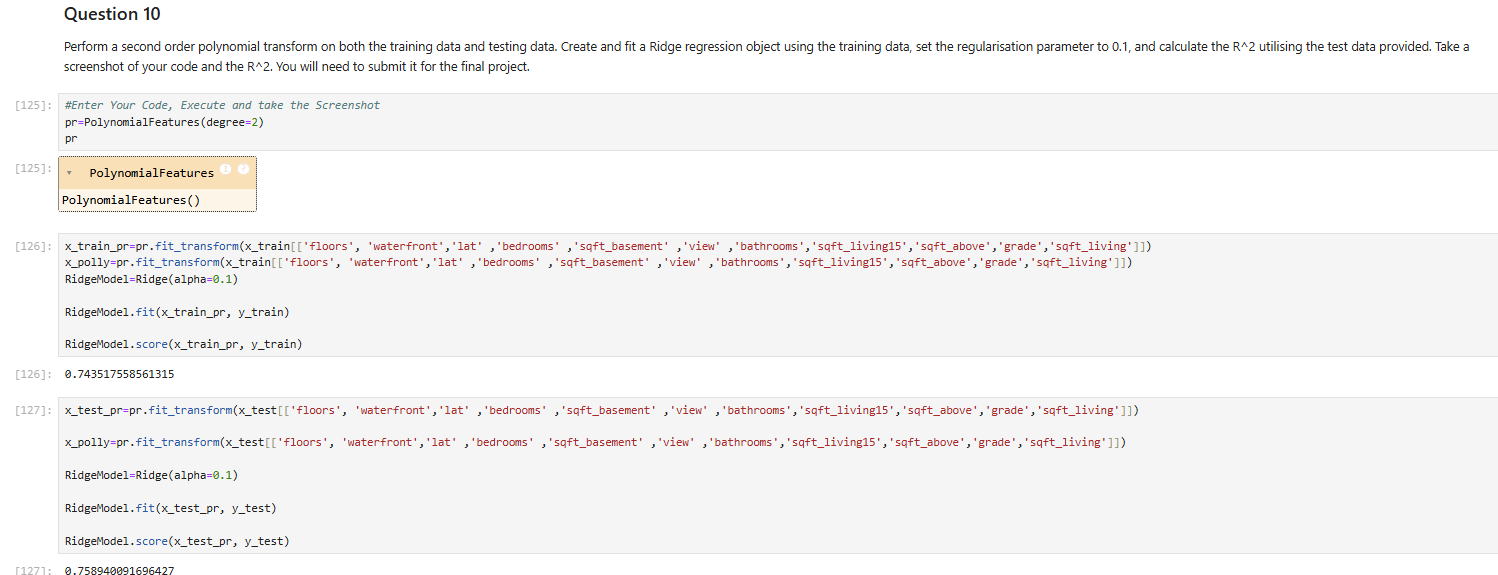 Question 10
Perform a second order polynomial transform on both the training data and testing data. Create and fit a Ridge regression object using the training data, set the regularisation parameter to 0.1, and calculate the R^2 utilising the test data provided. Take a
screenshot of your code and the R^2. You will need to submit it for the final project.
[125]: #Enter Your Code, Execute and take the Screenshot
pr=PolynomialFeatures(degree=2)
pr
[125]: ▾ PolynomialFeatures i ?
PolynomialFeatures()
[126]: x_train_pr=pr.fit_transform(x_train[['floors', 'waterfront','lat' ,'bedrooms' ,'sqft_basement' ,'view' ,'bathrooms','sqft_living15','sqft_above','grade','sqft_living']])
x_polly=pr.fit_transform(x_train[['floors', 'waterfront','lat' ,'bedrooms' ,'sqft_basement' ,'view' ,'bathrooms','sqft_living15','sqft_above','grade','sqft_living']])
RidgeModel=Ridge(alpha=0.1)
RidgeModel.fit(x_train_pr, y_train)
RidgeModel.score(x_train_pr, y_train)
[126]: 0.743517558561315
[127]: x_test_pr=pr.fit_transform(x_test[['floors', 'waterfront','lat' ,'bedrooms' ,'sqft_basement' ,'view' ,'bathrooms','sqft_living15','sqft_above','grade','sqft_living']])
x_polly=pr.fit_transform(x_test[['floors', 'waterfront','lat' ,'bedrooms' ,'sqft_basement' ,'view' ,'bathrooms','sqft_living15','sqft_above','grade','sqft_living']])
RidgeModel=Ridge(alpha=0.1)
RidgeModel.fit(x_test_pr, y_test)
RidgeModel.score(x_test_pr, y_test)
[127]: 0.758940091696427